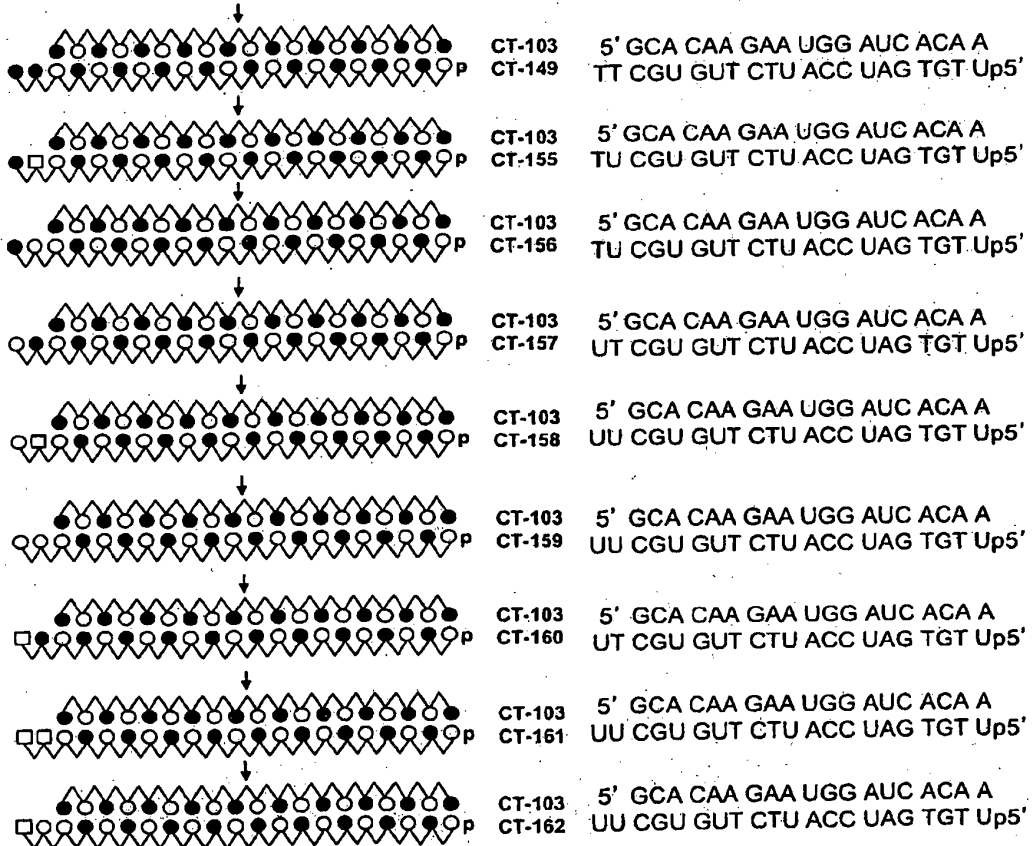 CT-103 5' GCA CAA GAA UGG AUC ACA A
p CT-149 TT CGU GUT CTU ACC UAG TGT Up5'
CT-103 5' GCA CAA GAA UGG AUC ACA A
p CT-155 TU CGU GUT CTU ACC UAG TGT Up5'
CT-103 5' GCA CAA GAA UGG AUC ACA A
p CT-156 TU CGU GUT CTU ACC UAG TGT Up5'
CT-103 5' GCA CAA GAA UGG AUC ACA A
p CT-157 UT CGU GUT CTU ACC UAG TGT Up5'
CT-103 5' GCA CAA GAA UGG AUC ACA A
p CT-158 UU CGU GUT CTU ACC UAG TGT Up5'
CT-103 5' GCA CAA GAA UGG AUC ACA A
p CT-159 UU CGU GUT CTU ACC UAG TGT Up5'
CT-103 5' GCA CAA GAA UGG AUC ACA A
p CT-160 UT CGU GUT CTU ACC UAG TGT Up5'
CT-103 5' GCA CAA GAA UGG AUC ACA A
p CT-161 UU CGU GUT CTU ACC UAG TGT Up5'
CT-103 5' GCA CAA GAA UGG AUC ACA A
p CT-162 UU CGU GUT CTU ACC UAG TGT Up5'